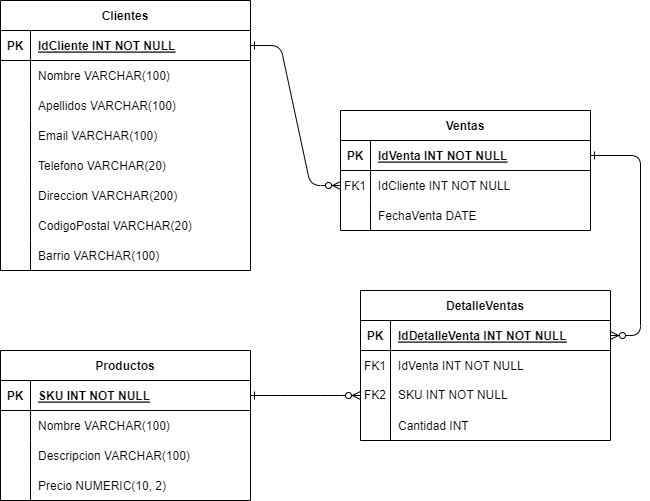 Clientes
PK IdCliente INT NOT NULL
Nombre VARCHAR(100)
Apellidos VARCHAR(100)
Email VARCHAR(100)
Telefono VARCHAR(20)
Direccion VARCHAR(200)
CodigoPostal VARCHAR(20)
Barrio VARCHAR(100)
Ventas
PK IdVenta INT NOT NULL
FK1 IdCliente INT NOT NULL
FechaVenta DATE
DetalleVentas
PK IdDetalleVenta INT NOT NULL
FK1 IdVenta INT NOT NULL
FK2 SKU INT NOT NULL
Cantidad INT
Productos
PK SKU INT NOT NULL
Nombre VARCHAR(100)
Descripcion VARCHAR(100)
Precio NUMERIC(10, 2)